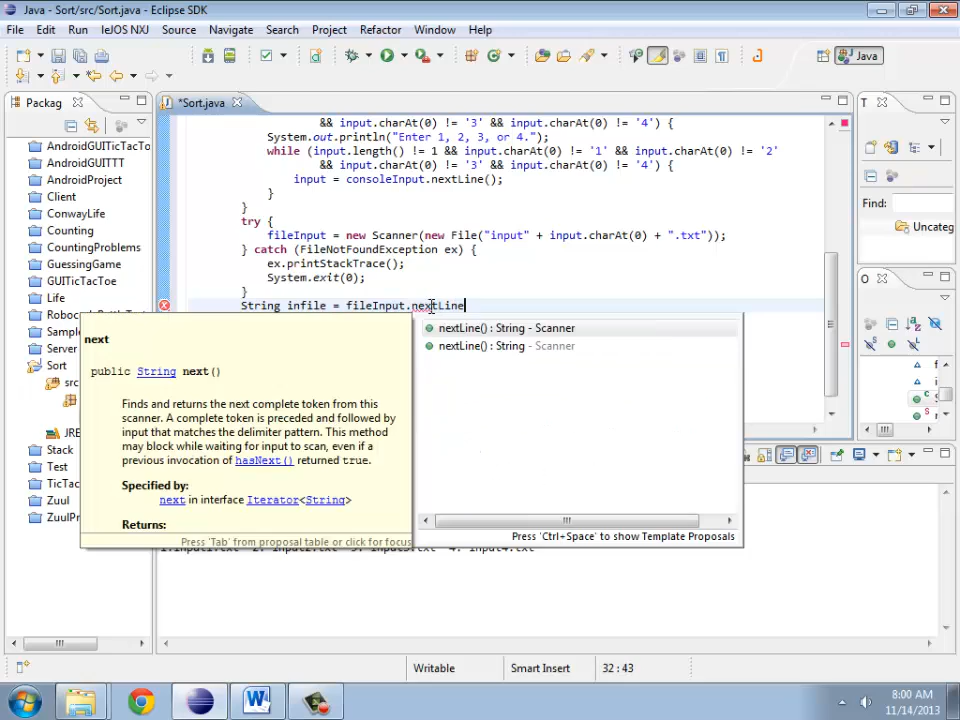 Java - Sort/src/Sort.java - Eclipse SDK
File Edit Run LeJOS NXJ Source Navigate Search Project Refactor Window Help
Java
Packag
*Sort.java
T
AndroidGUITicTacTo
AndroidGUITTT
AndroidProject
Client
ConwayLife
Counting
CountingProblems
GuessingGame
GUITicTacToe
Life
Roboc
Sampl
Server
Sort
src
JRE
Stack
Test
TicTac
Zuul
ZuulPr
&& input.charAt(0) != '3' && input.charAt(0) != '4') {
System.out.println("Enter 1, 2, 3, or 4.");
while (input.length() != 1 && input.charAt(0) != '1' && input.charAt(0) != '2'
&& input.charAt(0) != '3' && input.charAt(0) != '4') {
input = consoleInput.nextLine();
}
}
try {
fileInput = new Scanner(new File("input" + input.charAt(0) + ".txt"));
} catch (FileNotFoundException ex) {
ex.printStackTrace();
System.exit(0);
}
String infile = fileInput.nextLine
next
public String next()
Finds and returns the next complete token from this
scanner. A complete token is preceded and followed by
input that matches the delimiter pattern. This method
may block while waiting for input to scan, even if a
previous invocation of hasNext() returned true.
Specified by:
next in interface Iterator<String>
Returns:
Press 'Tab' from proposal table or click for focus
nextLine() : String - Scanner
nextLine() : String - Scanner
Press 'Ctrl+Space' to show Template Proposals
Find:
Uncateg
O
Writable
Smart Insert
32 : 43
8:00 AM
11/14/2013